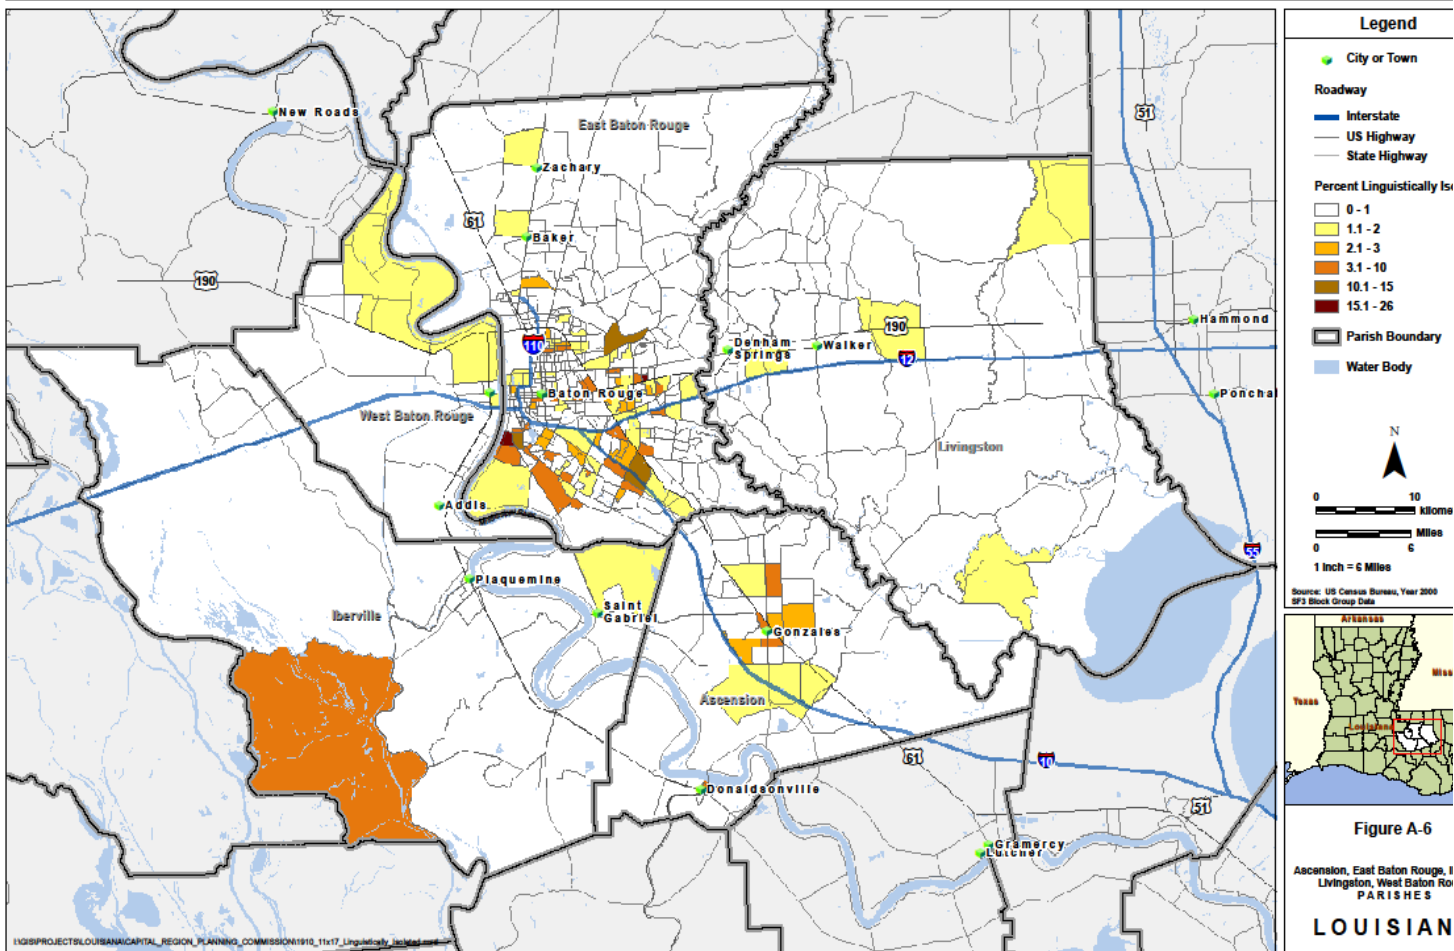 New Roads
East Baton Rouge
51
Zachary
61
Baker
190
Hammond
190
110
Denham
Springs
Walker
12
Baton Rouge
West Baton Rouge
Livingston
Addis
55
Plaquemine
Saint
Gabriel
Iberville
Gonzales
Ascension
61
10
Donaldsonville
51
Gramercy
Lutcher
Legend
City or Town
Roadway
Interstate
US Highway
State Highway
Percent Linguistically
0 - 1
1.1 - 2
2.1 - 3
3.1 - 10
10.1 - 15
15.1 - 26
Parish Boundary
Water Body
N
0 10
Miles
0 6
1 Inch = 6 Miles
Source: US Census Bureau, Year 2000
SF3 Block Group Data
Arkansas
Texas
Louisiana
Figure A-6
Ascension, East Baton Rouge,
Livingston, West Baton
PARISHES
LOUISIAN